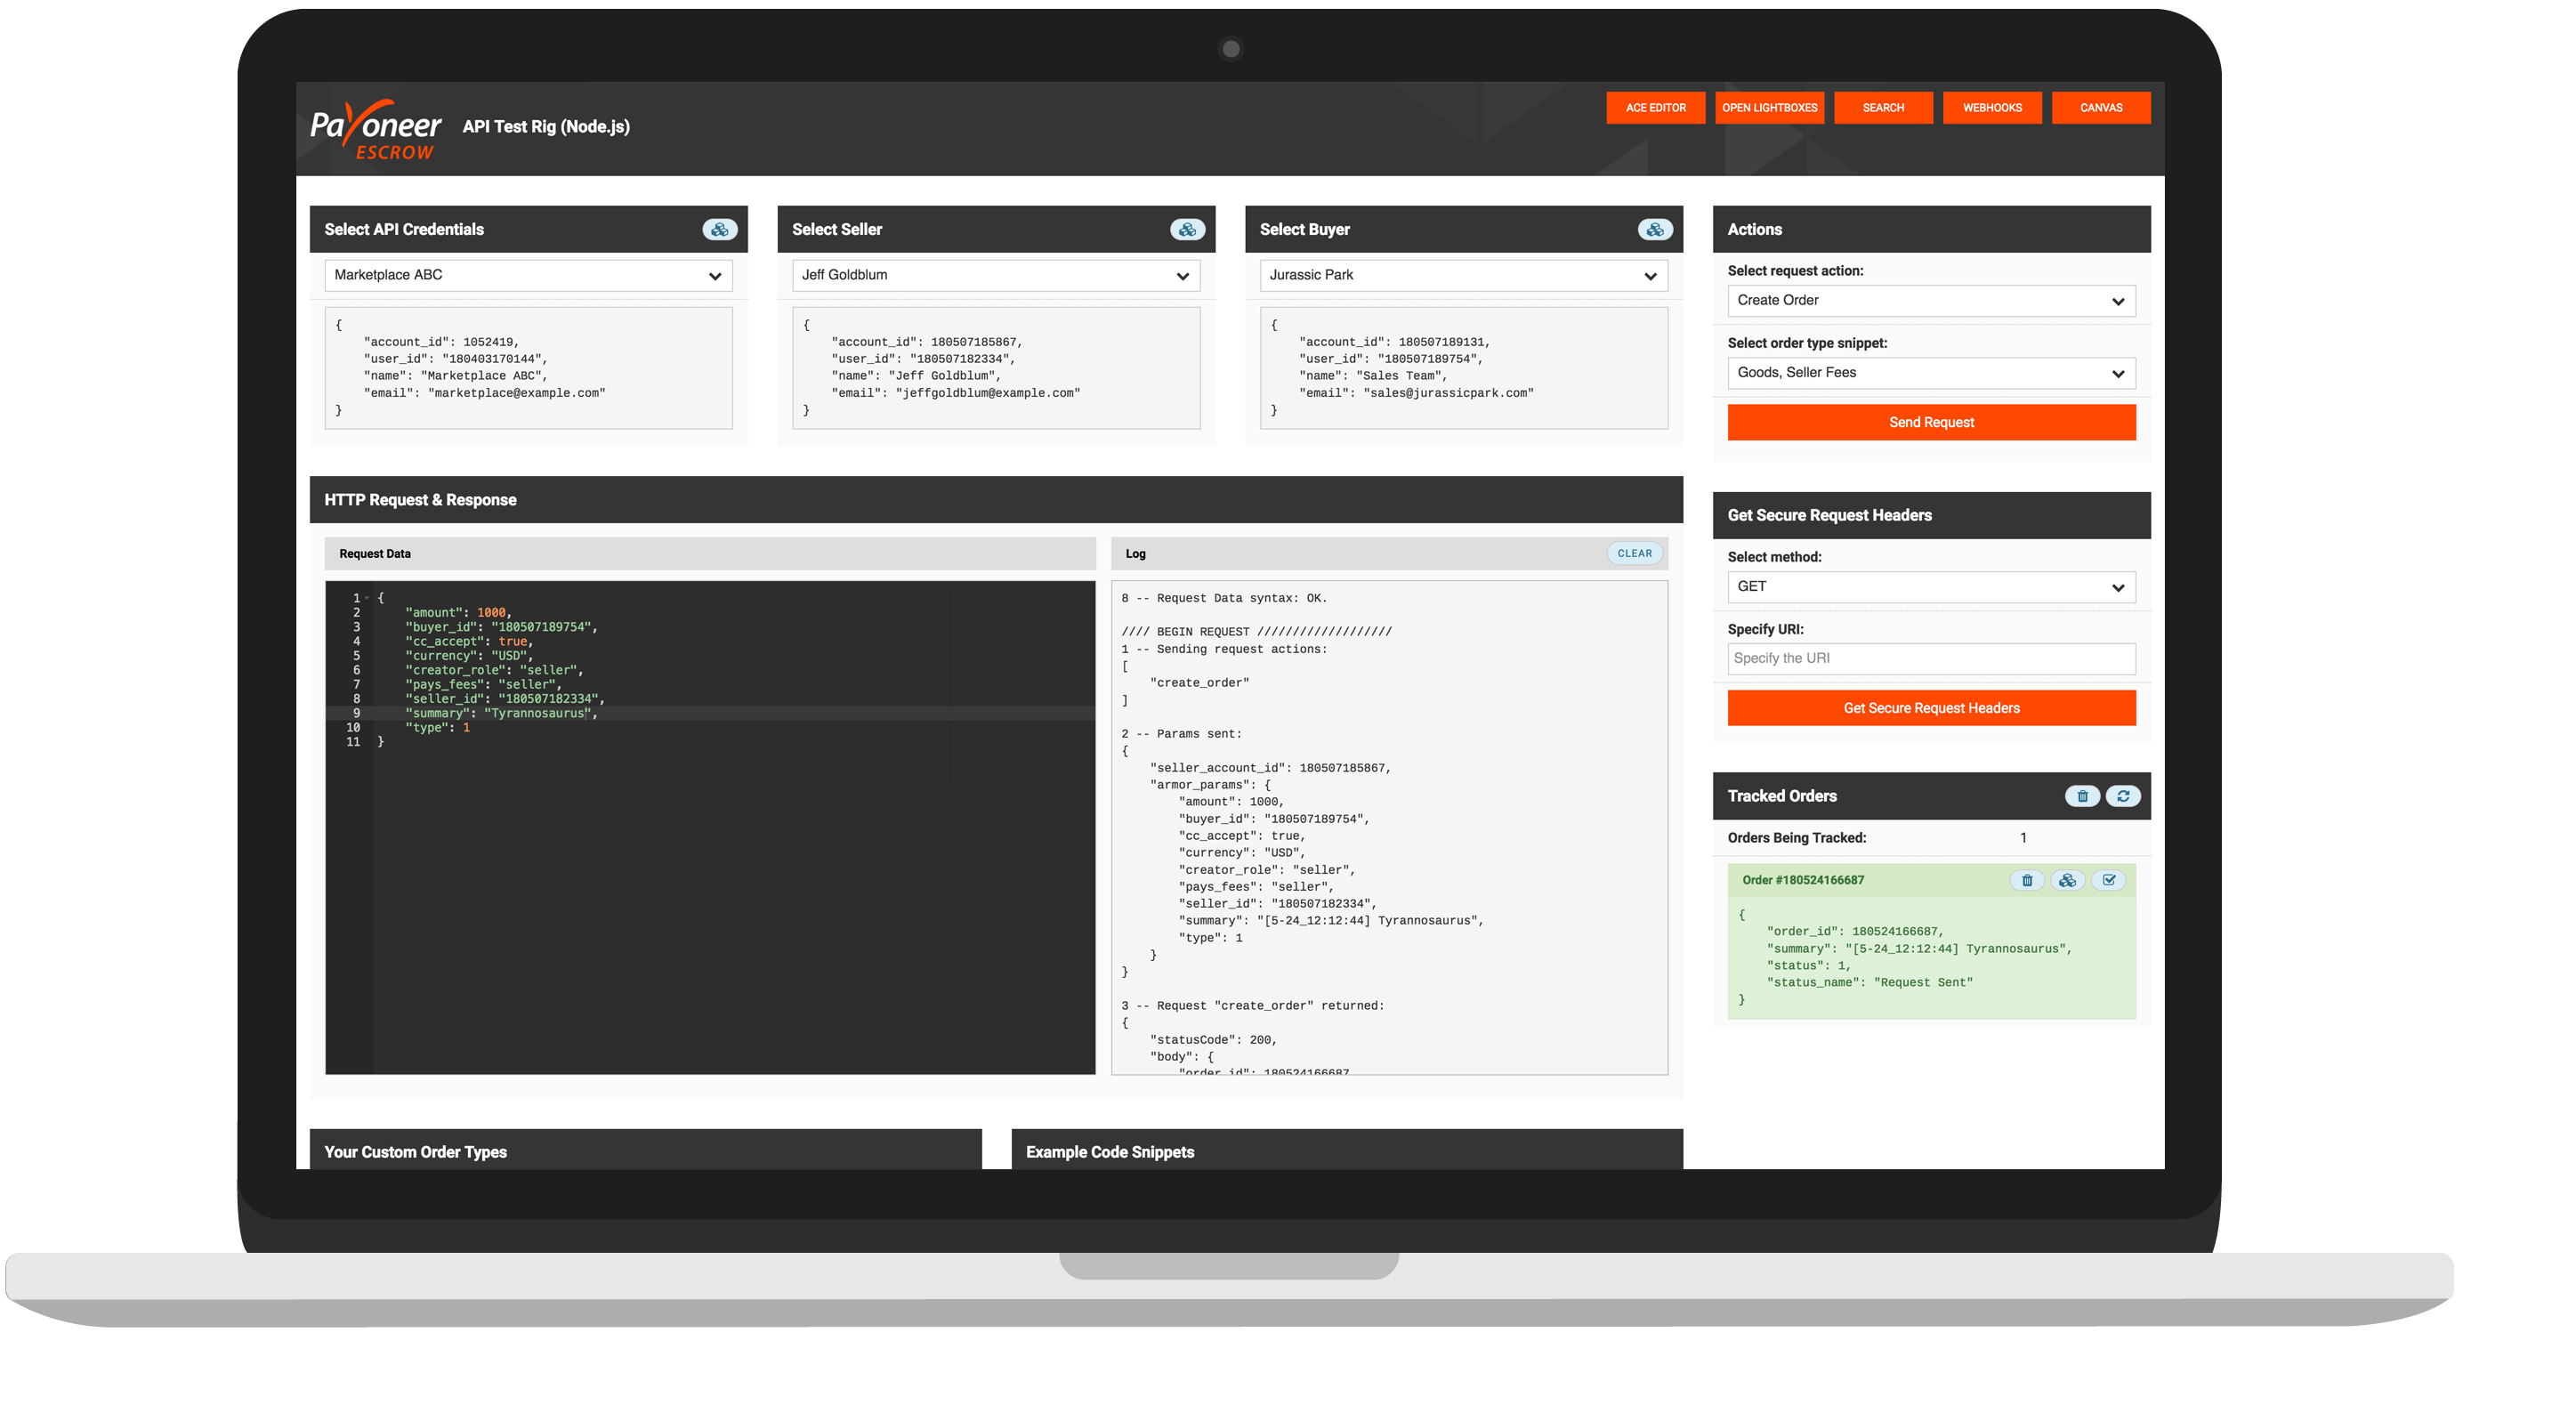 Payoneer
ESCROW
API Test Rig (Node.js)
ACE EDITOR
OPEN LIGHTBOXES
SEARCH
WEBHOOKS
CANVAS
Select API Credentials
Marketplace ABC
{
    "account_id": 1052419,
    "user_id": "180403170144",
    "name": "Marketplace ABC",
    "email": "marketplace@example.com"
}
Select Seller
Jeff Goldblum
{
    "account_id": 180507185867,
    "user_id": "180507182334",
    "name": "Jeff Goldblum",
    "email": "jeffgoldblum@example.com"
}
Select Buyer
Jurassic Park
{
    "account_id": 180507189131,
    "user_id": "180507189754",
    "name": "Sales Team",
    "email": "sales@jurassicpark.com"
}
Actions
Select request action:
Create Order
Select order type snippet:
Goods, Seller Fees
Send Request
HTTP Request & Response
Request Data
1 {
2     "amount": 1000,
3     "buyer_id": "180507189754",
4     "cc_accept": true,
5     "currency": "USD",
6     "creator_role": "seller",
7     "pays_fees": "seller",
8     "seller_id": "180507182334",
9     "summary": "Tyrannosaurus",
10     "type": 1
11 }
Log
CLEAR
8 -- Request Data syntax: OK.
//// BEGIN REQUEST ///////////////////
1 -- Sending request actions:
[
    "create_order"
]
2 -- Params sent:
{
    "seller_account_id": 180507185867,
    "armor_params": {
        "amount": 1000,
        "buyer_id": "180507189754",
        "cc_accept": true,
        "currency": "USD",
        "creator_role": "seller",
        "pays_fees": "seller",
        "seller_id": "180507182334",
        "summary": "[5-24_12:12:44] Tyrannosaurus",
        "type": 1
    }
}
3 -- Request "create_order" returned:
{
    "statusCode": 200,
    "body": {
        "order_id": 180524166687
Get Secure Request Headers
Select method:
GET
Specify URI:
Specify the URI
Get Secure Request Headers
Tracked Orders
Orders Being Tracked: 1
Order #180524166687
{
    "order_id": 180524166687,
    "summary": "[5-24_12:12:44] Tyrannosaurus",
    "status": 1,
    "status_name": "Request Sent"
}
Your Custom Order Types
Example Code Snippets